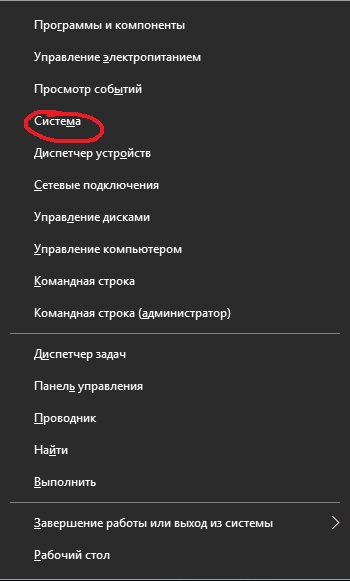 Программы и компоненты
Управление электропитанием
Просмотр событий
Система
Диспетчер устройств
Сетевые подключения
Управление дисками
Управление компьютером
Командная строка
Командная строка (администратор)
Диспетчер задач
Панель управления
Проводник
Найти
Выполнить
Завершение работы или выход из системы
Рабочий стол